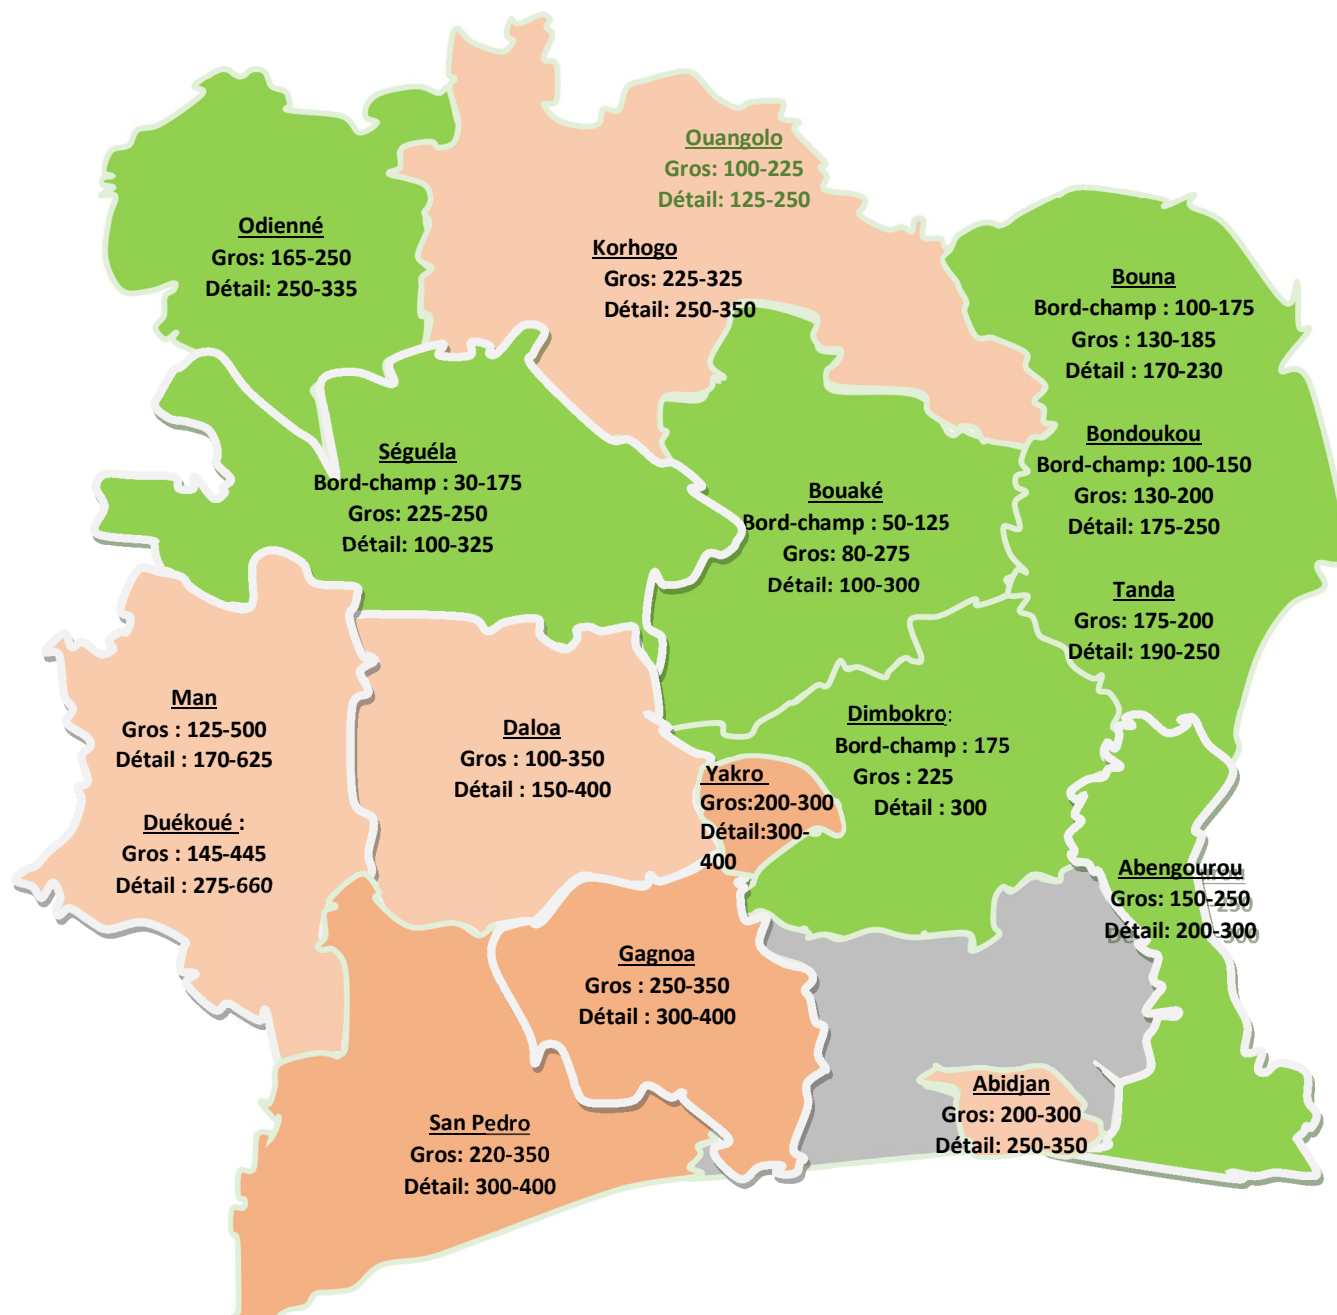 Ouangolo
Gros: 100-225
Détail: 125-250
Odienné
Gros: 165-250
Détail: 250-335
Korhogo
Gros: 225-325
Détail: 250-350
Bouna
Bord-champ : 100-175
Gros : 130-185
Détail : 170-230
Bondoukou
Bord-champ: 100-150
Gros: 130-200
Détail: 175-250
Tanda
Gros: 175-200
Détail: 190-250
Séguéla
Bord-champ : 30-175
Gros: 225-250
Détail: 100-325
Bouaké
Bord-champ : 50-125
Gros: 80-275
Détail: 100-300
Man
Gros : 125-500
Détail : 170-625
Duékoué :
Gros : 145-445
Détail : 275-660
Daloa
Gros : 100-350
Détail : 150-400
Yakro
Gros:200-300
Détail:300-
400
Dimbokro:
Bord-champ : 175
Gros : 225
Détail : 300
Abengourou
Gros: 150-250
Détail: 200-300
Gagnoa
Gros : 250-350
Détail : 300-400
San Pedro
Gros: 220-350
Détail: 300-400
Abidjan
Gros: 200-300
Détail: 250-350